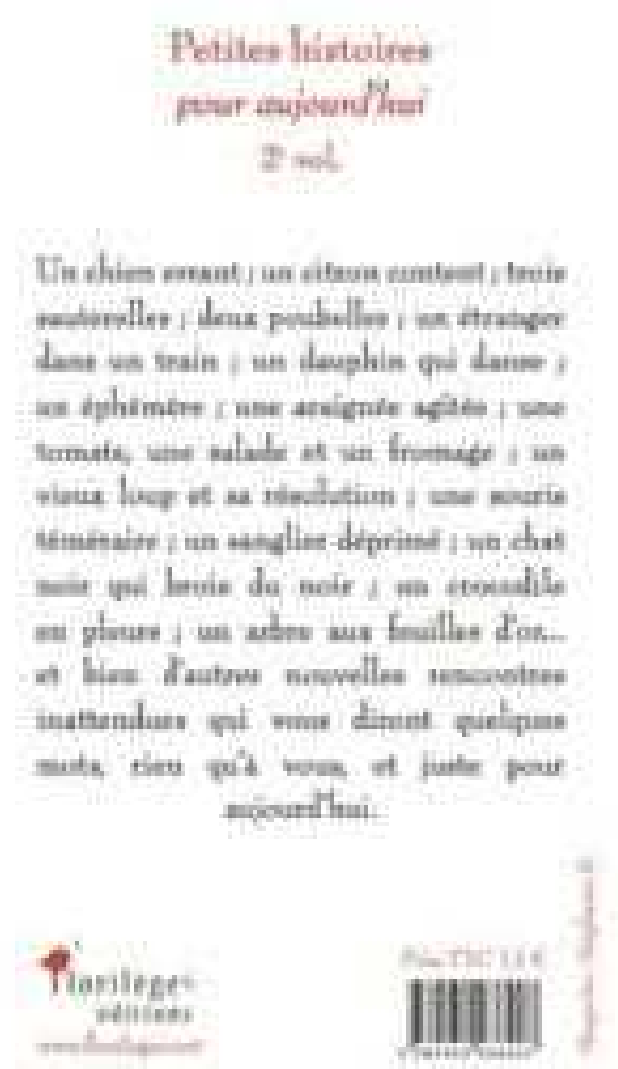 Petites histoires
pour aujourd'hui
2e vol.
Un chien errant ; un citron content ; trois
sauterelles ; deux poubelles ; un étranger
dans un train ; un dauphin qui danse ;
un éphémère ; une araignée agitée ; une
tomate, une salade et un fromage ; un
vieux loup et sa résolution ; une souris
téméraire ; un sanglier déprimé ; un chat
noir qui broie du noir ; un crocodile
en pleurs ; un arbre aux feuilles d'or...
et bien d'autres nouvelles rencontres
inattendues qui vous diront quelques
mots, rien qu'à vous, et juste pour
aujourd'hui.
Florilège
éditions
Prix TTC